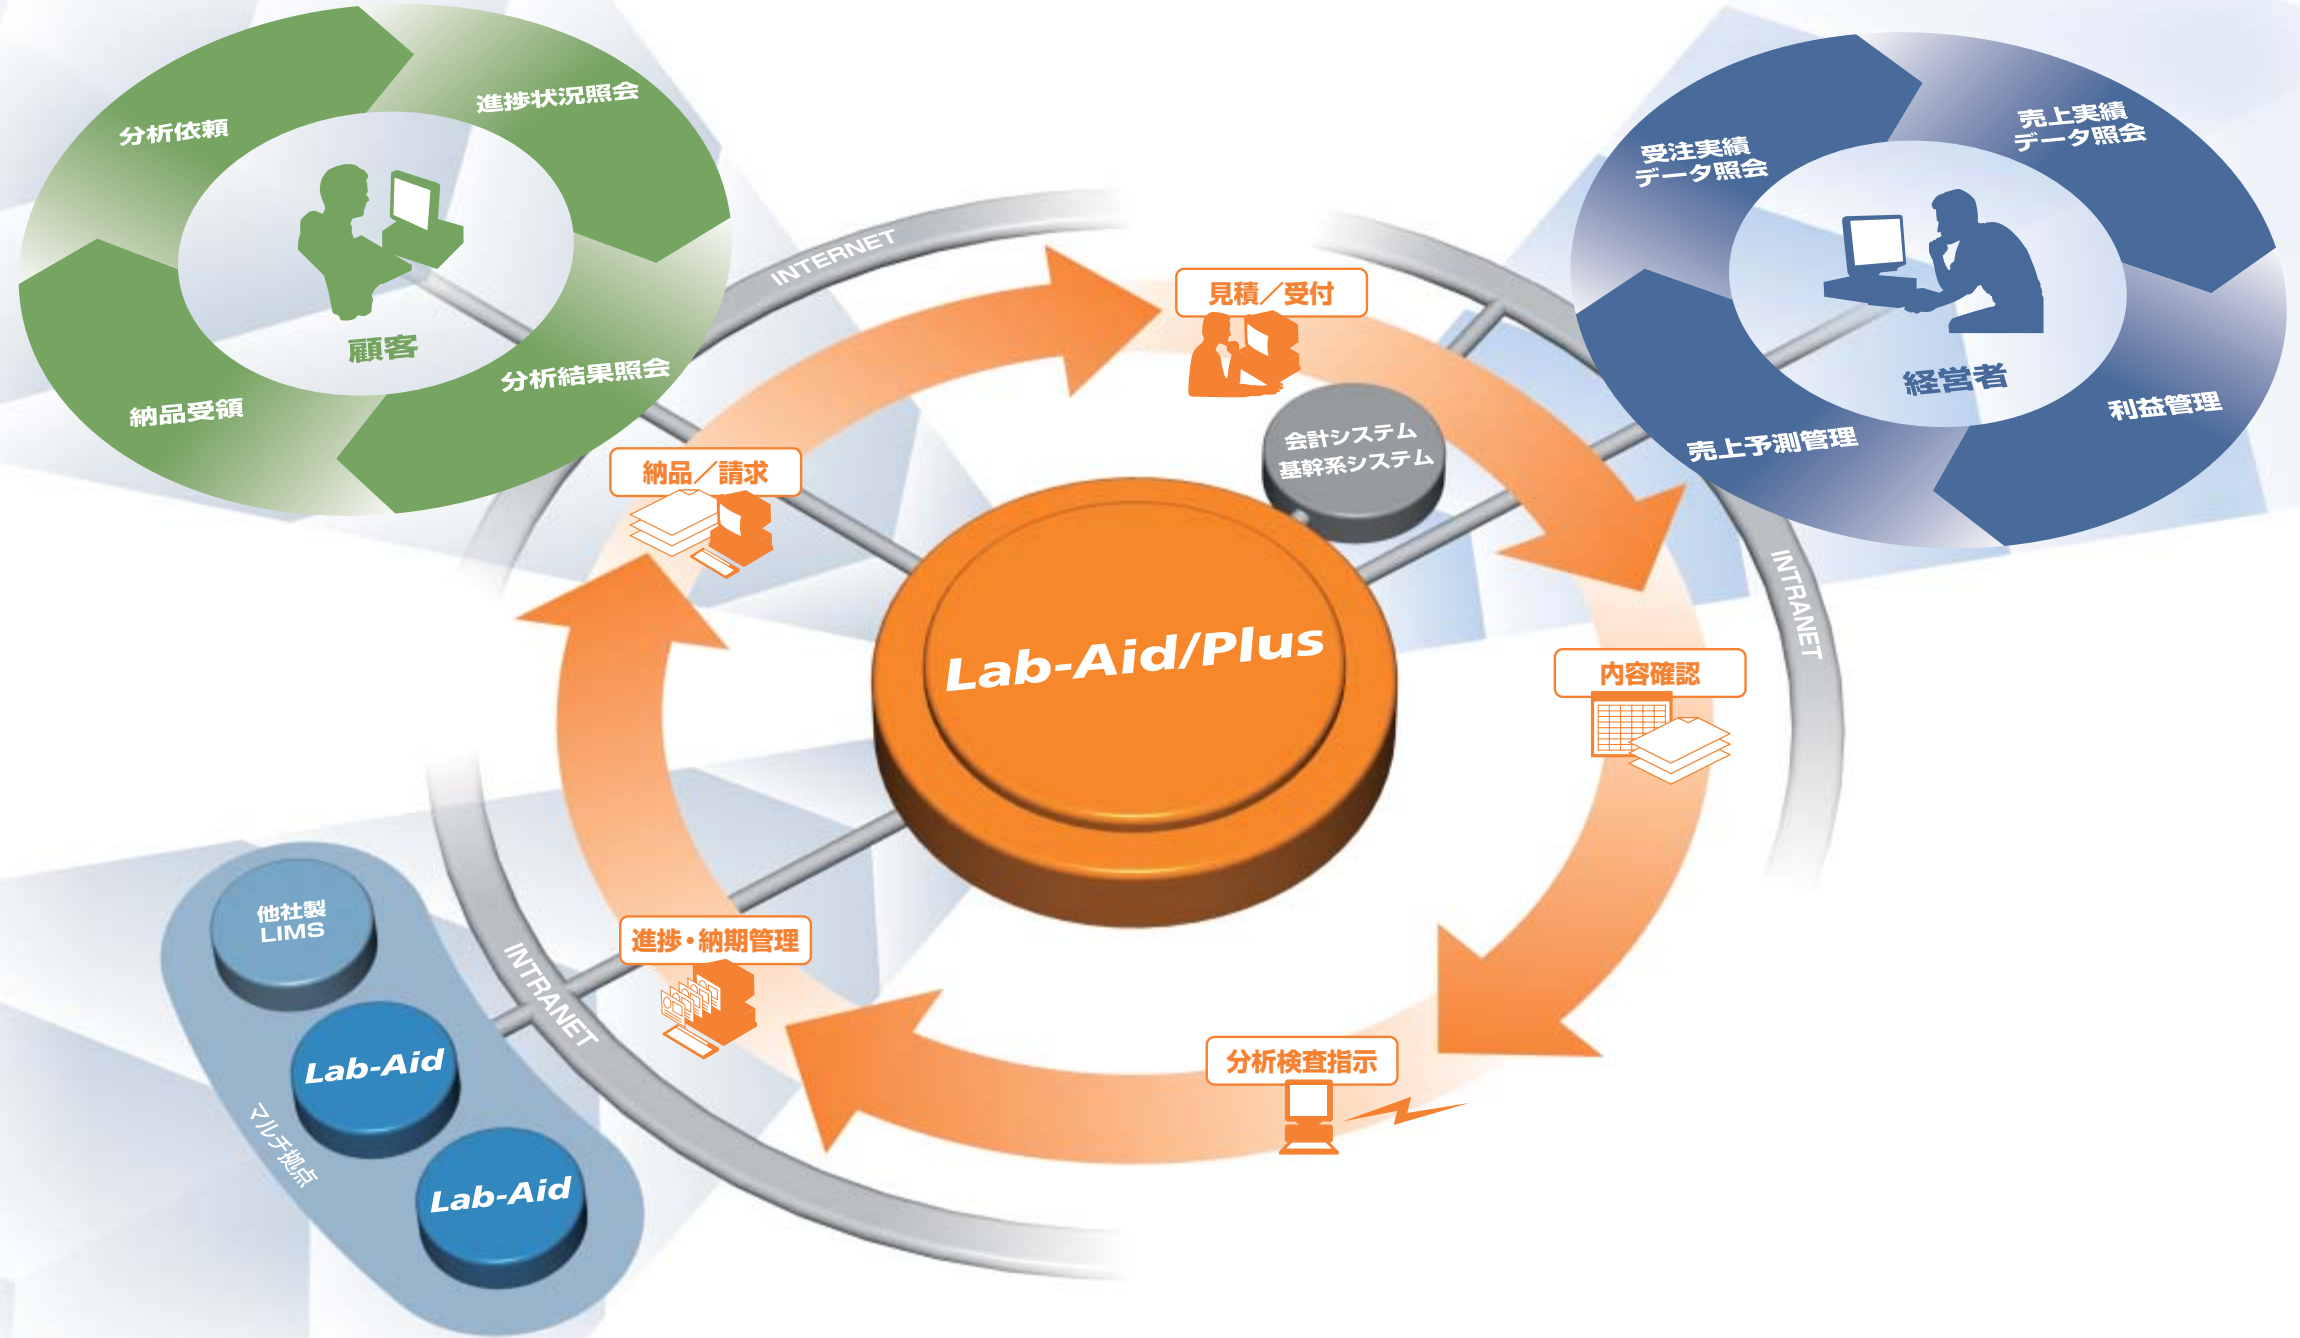 分析依頼
進捗状況照会
分析結果照会
納品受領
顧客
受注実績
データ照会
売上実績
データ照会
利益管理
売上予測管理
経営者
INTERNET
INTRANET
INTRANET
見積／受付
内容確認
分析検査指示
進捗・納期管理
納品／請求
会計システム
基幹系システム
Lab-Aid/Plus
他社製
LIMS
Lab-Aid
Lab-Aid
マルチ拠点